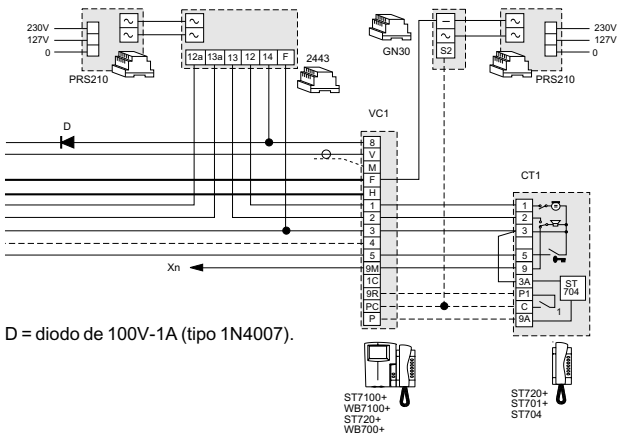 230V
127V
0
PRS210
12a 13a 13 12 14 F
2443
GN30
S2
230V
127V
0
PRS210
D
VC1
8
V
M
F
H
1
2
3
4
5
9M
1C
9R
PC
P
Xn
CT1
1
2
3
5
9
3A
P1
C
9A
ST
704
1
D = diodo de 100V-1A (tipo 1N4007).
ST7100+
WB7100+
ST720+
WB700+
ST720+
ST701+
ST704